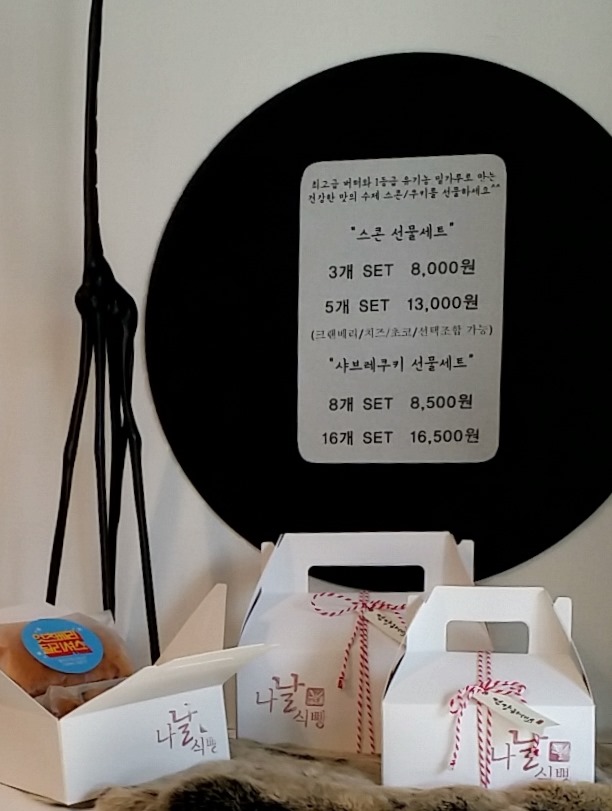 최고급 버터와 1등급 유기농 밀가루로 만든
건강한 맛의 수제 스콘/쿠키를 선물하세요^^
"스콘 선물세트"
3개 SET 8,000원
5개 SET 13,000원
(크랜베리/치즈/초코/선택조합 가능)
"샤브레쿠키 선물세트"
8개 SET 8,500원
16개 SET 16,500원
나날
식빵
나날
식빵
나날
식빵